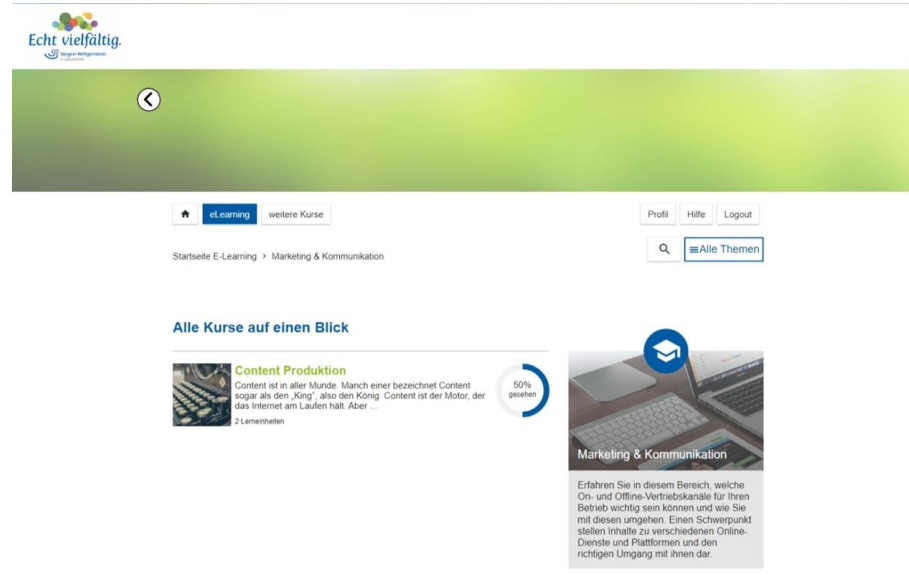 Echt vielfältig.
Siegen-Wittgenstein
eLearning
weitere Kurse
Profil
Hilfe
Logout
Startseite E-Learning › Marketing & Kommunikation
Alle Themen
Alle Kurse auf einen Blick
Content Produktion
Content ist in aller Munde. Manch einer bezeichnet Content
sogar als den „King", also den König. Content ist der Motor, der
das Internet am Laufen hält. Aber ...
2 Lerneinheiten
50%
gesehen
Marketing & Kommunikation
Erfahren Sie in diesem Bereich, welche
On- und Offline-Vertriebskanäle für Ihren
Betrieb wichtig sein können und wie Sie
mit diesen umgehen. Einen Schwerpunkt
stellen Inhalte zu verschiedenen Online-
Dienste und Plattformen und den
richtigen Umgang mit ihnen dar.